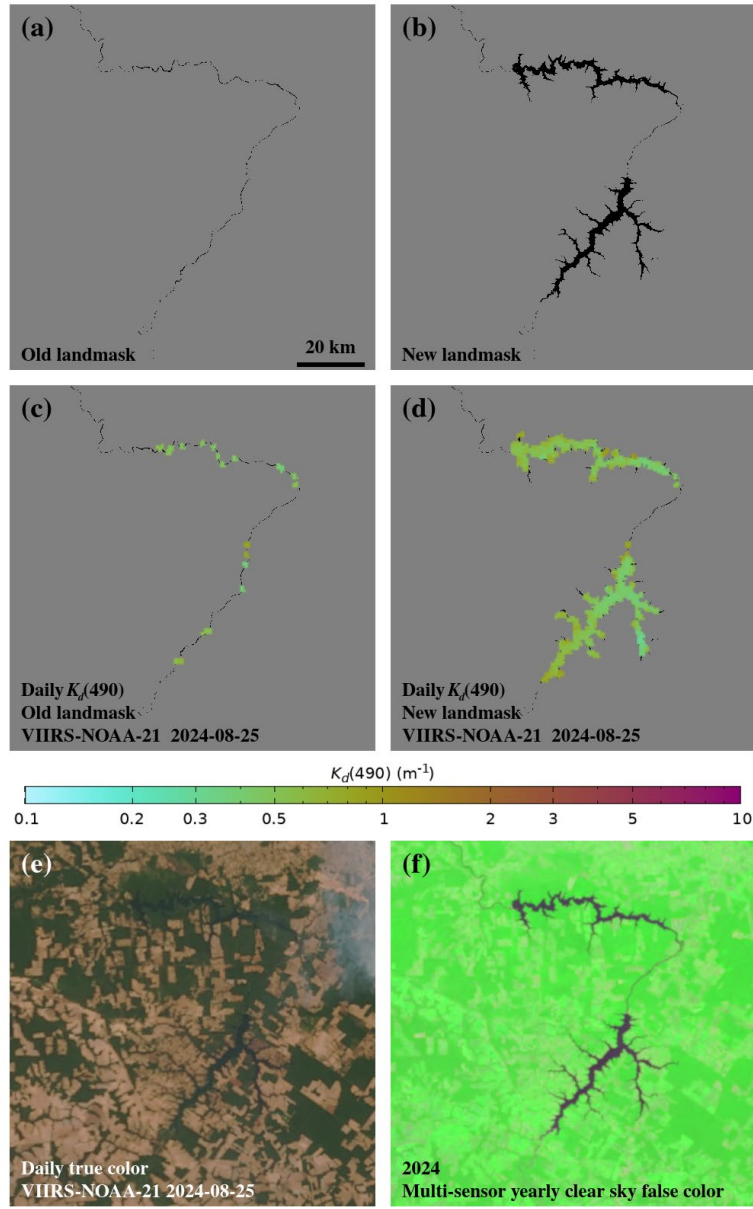 (a)
(b)
Old landmask
20 km
New landmask
(c)
(d)
Daily K_d(490)
Old landmask
VIIRS-NOAA-21 2024-08-25
Daily K_d(490)
New landmask
VIIRS-NOAA-21 2024-08-25
K_d(490) (m⁻¹)
0.1 0.2 0.3 0.5 1 2 3 5 10
(e)
(f)
Daily true color
VIIRS-NOAA-21 2024-08-25
2024
Multi-sensor yearly clear sky false color